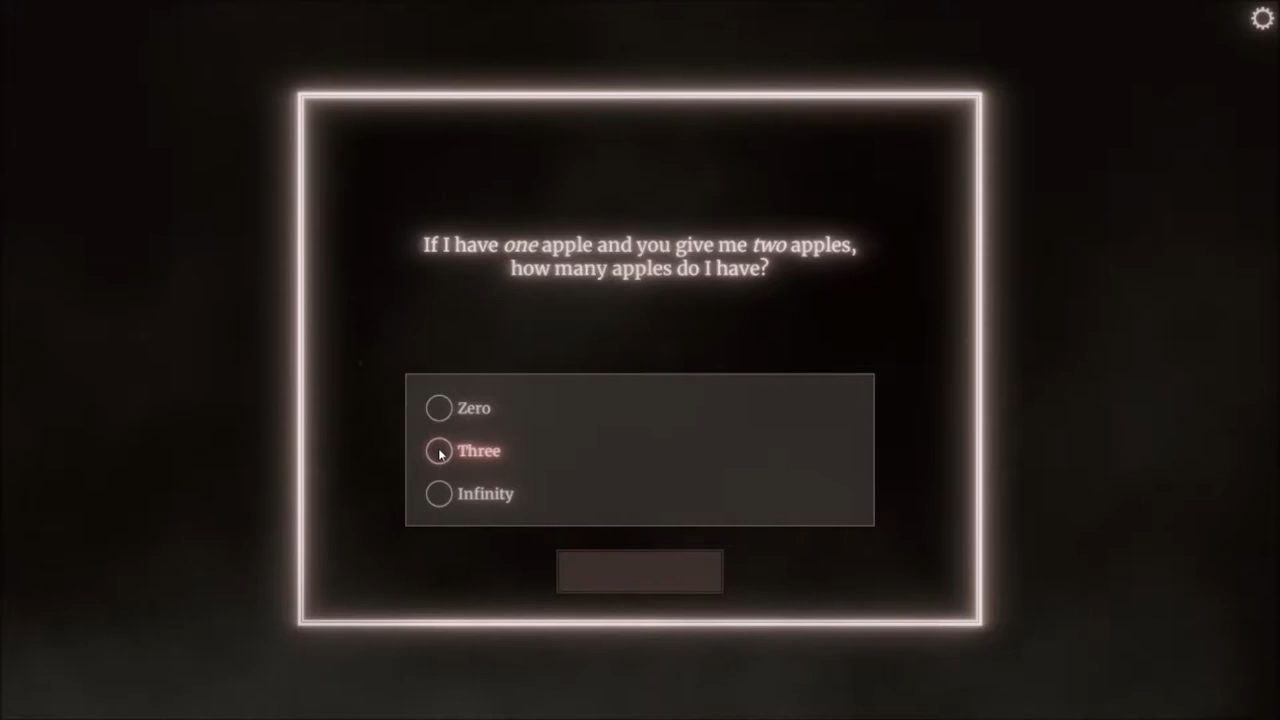 If I have one apple and you give me two apples,
how many apples do I have?
Zero
Three
Infinity